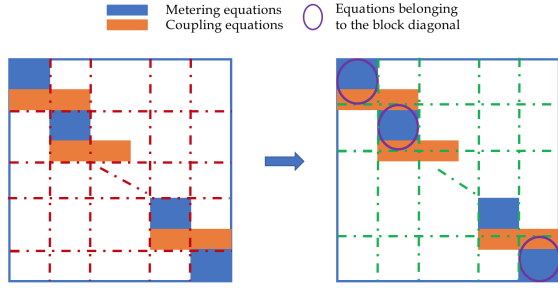 Metering equations
Coupling equations
Equations belonging
to the block diagonal